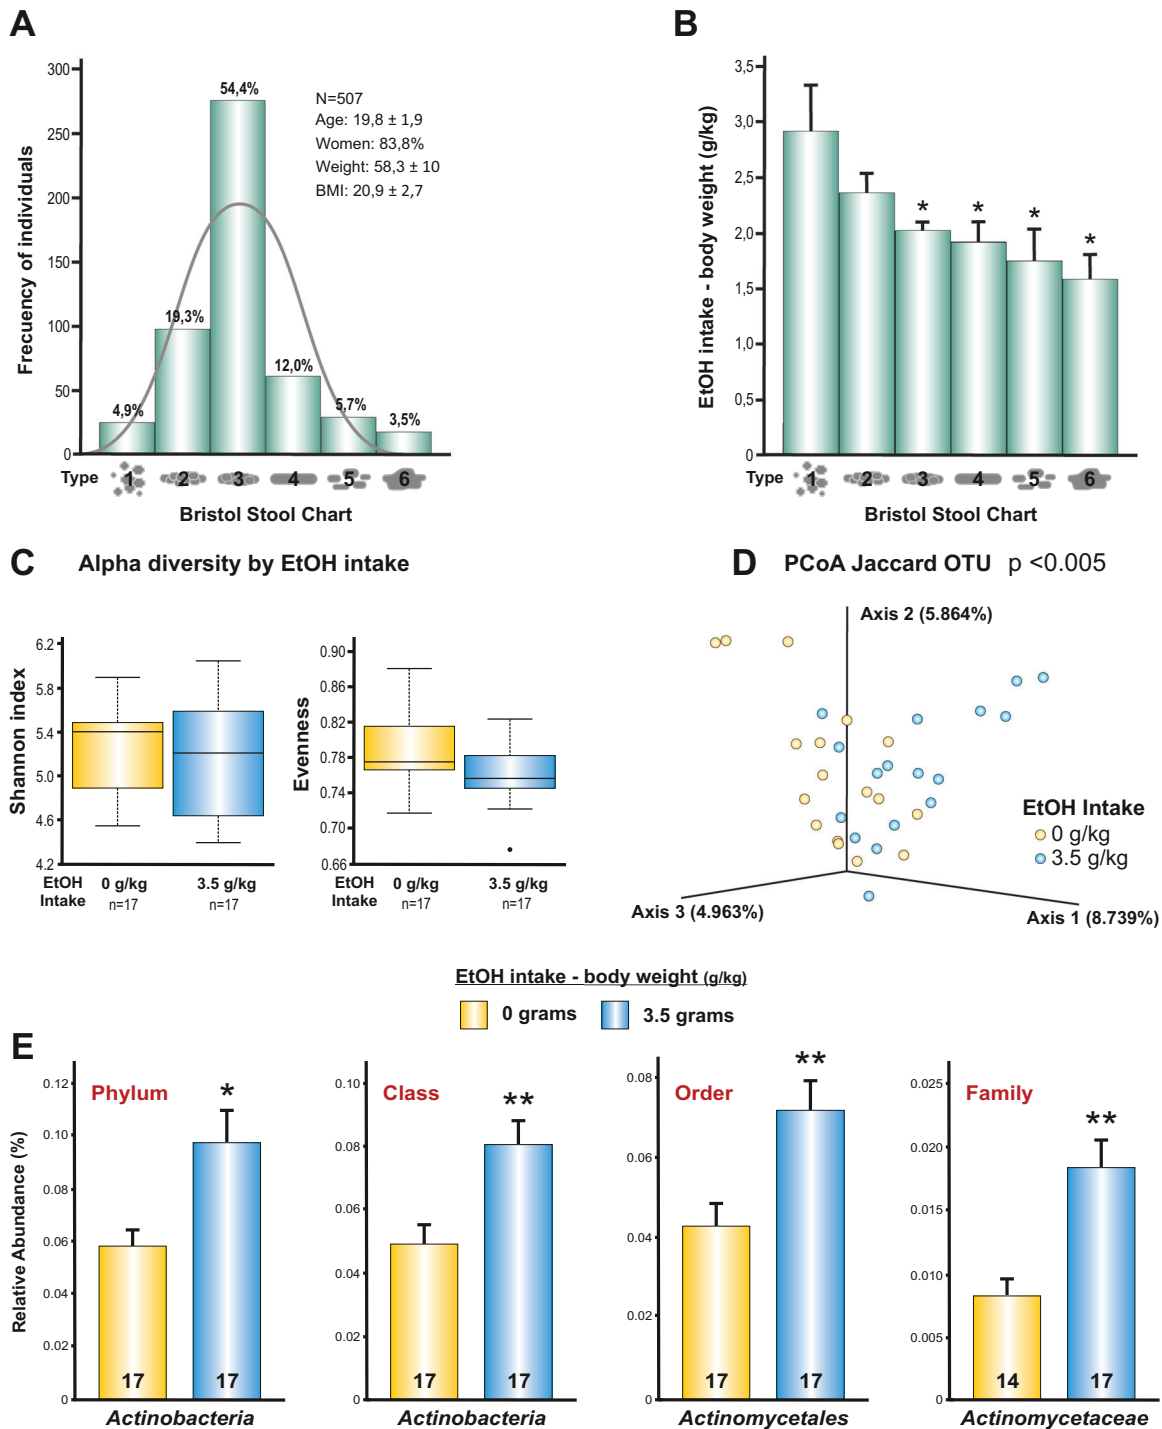 A
300
250
200
150
100
50
0
Frecuency of individuals
4,9%
19,3%
54,4%
12,0%
5,7%
3,5%
N=507
Age: 19,8 ± 1,9
Women: 83,8%
Weight: 58,3 ± 10
BMI: 20,9 ± 2,7
Type 1 2 3 4 5 6
Bristol Stool Chart
B
3,5
3,0
2,5
2,0
1,5
1,0
0,5
0
EtOH intake - body weight (g/kg)
* * * *
Type 1 2 3 4 5 6
Bristol Stool Chart
C Alpha diversity by EtOH intake
Shannon index
6.2
5.8
5.4
5.0
4.6
4.2
EtOH Intake
0 g/kg
n=17
3.5 g/kg
n=17
Evenness
0.90
0.86
0.82
0.78
0.74
0.70
0.66
EtOH Intake
0 g/kg
n=17
3.5 g/kg
n=17
D PCoA Jaccard OTU p <0.005
Axis 2 (5.864%)
EtOH Intake
0 g/kg
3.5 g/kg
Axis 3 (4.963%)
Axis 1 (8.739%)
EtOH intake - body weight (g/kg)
0 grams 3.5 grams
E
Relative Abundance (%)
0.12
0.10
0.08
0.06
0.04
0.02
0
Phylum
*
17 17
Actinobacteria
0.10
0.08
0.06
0.04
0.02
0
Class
**
17 17
Actinobacteria
0.08
0.06
0.04
0.02
0
Order
**
17 17
Actinomycetales
0.025
0.020
0.015
0.010
0.005
0
Family
**
14 17
Actinomycetaceae